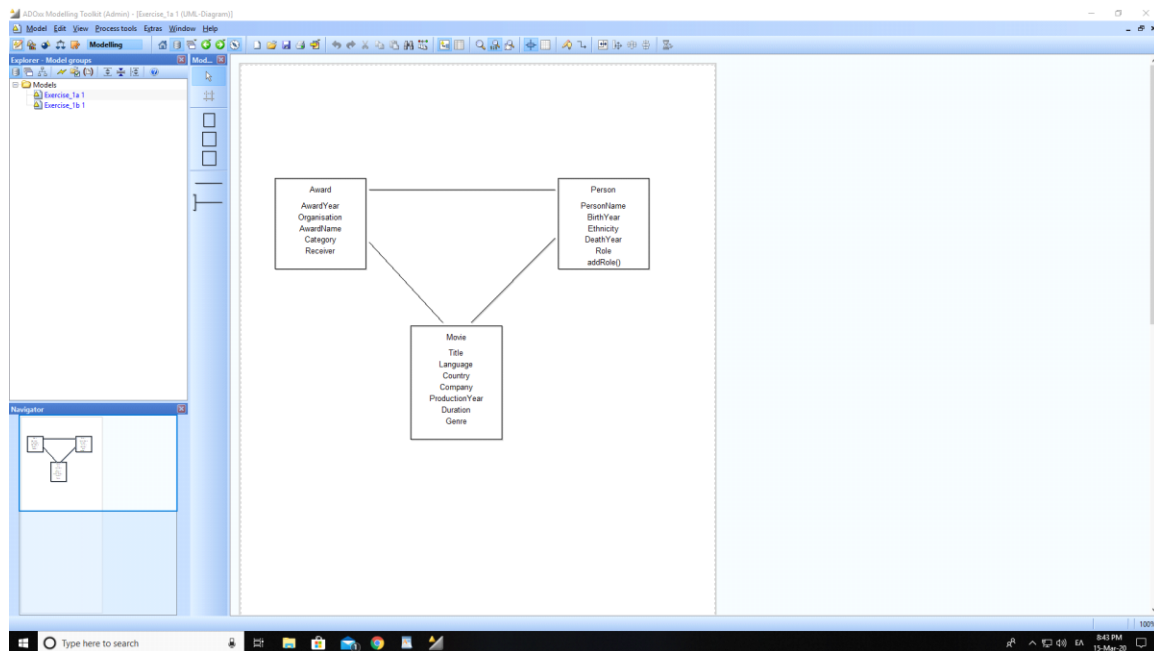 ADOxx Modelling Toolkit (Admin) - [Exercise_1a 1 (UML-Diagram)]
Model Edit View Process tools Extras Window Help
Modelling
Explorer - Model groups
Mod...
Models
Exercise_1a 1
Exercise_1b 1
Award
AwardYear
Organisation
AwardName
Category
Receiver
Person
PersonName
BirthYear
Ethnicity
DeathYear
Role
addRole()
Movie
Title
Language
Country
Company
ProductionYear
Duration
Genre
Navigator
100%
Type here to search
ΕΛ
8:43 PM
15-Mar-20